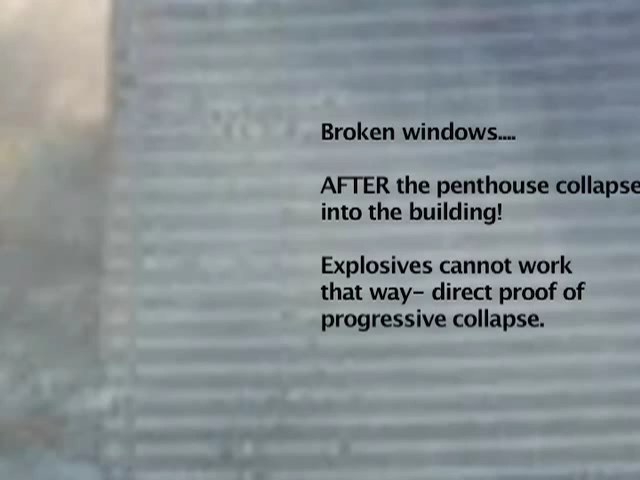 Broken windows....
AFTER the penthouse collapse
into the building!
Explosives cannot work
that way- direct proof of
progressive collapse.